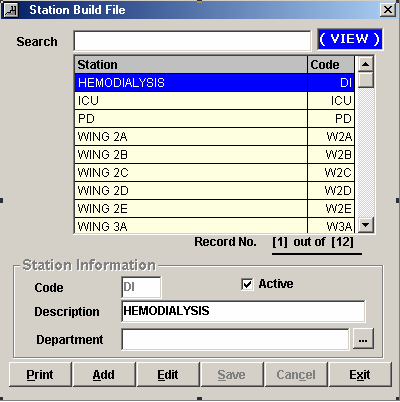 Station Build File
Search ( VIEW )
Station Code
HEMODIALYSIS DI
ICU ICU
PD PD
WING 2A W2A
WING 2B W2B
WING 2C W2C
WING 2D W2D
WING 2E W2E
WING 3A W3A
Record No. [1] out of [12]
Station Information
Code DI Active
Description HEMODIALYSIS
Department ...
Print Add Edit Save Cancel Exit